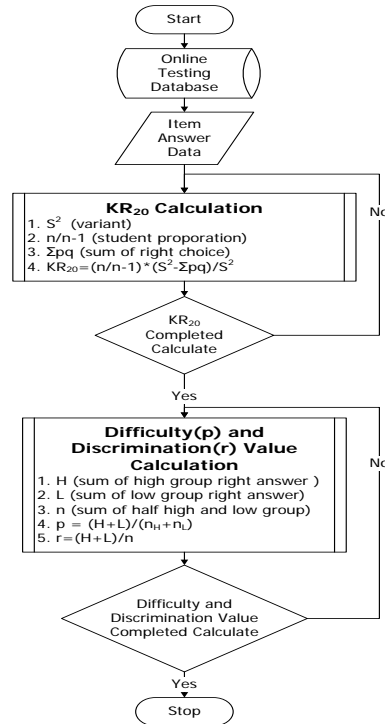 Start
Online
Testing
Database
Item
Answer
Data
KR₂₀ Calculation
1. S² (variant)
2. n/n-1 (student proporation)
3. Σpq (sum of right choice)
4. KR₂₀=(n/n-1)*(S²-Σpq)/S²
No
KR₂₀
Completed
Calculate
Yes
Difficulty(p) and
Discrimination(r) Value
Calculation
1. H (sum of high group right answer )
2. L (sum of low group right answer)
3. n (sum of half high and low group)
4. p = (H+L)/(n_H+n_L)
5. r=(H+L)/n
No
Difficulty and
Discrimination Value
Completed Calculate
Yes
Stop